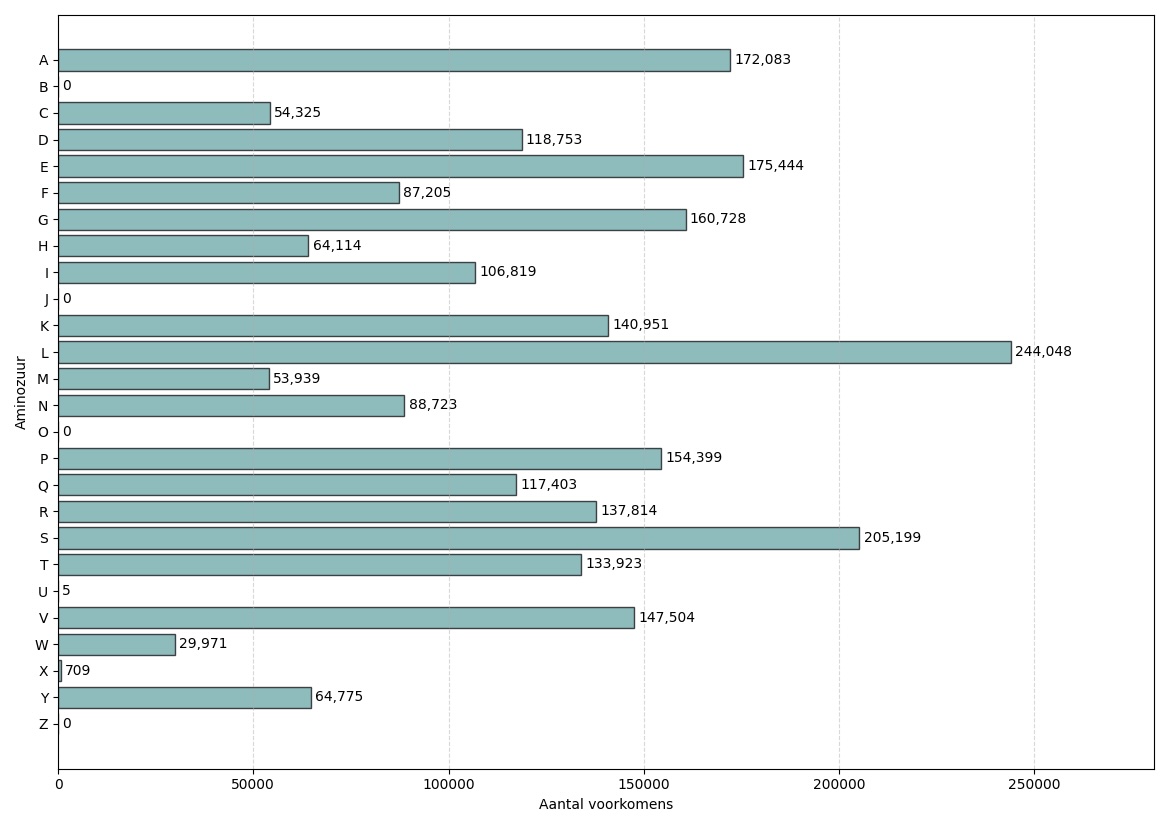 A 172,083
B 0
C 54,325
D 118,753
E 175,444
F 87,205
G 160,728
H 64,114
I 106,819
J 0
K 140,951
L 244,048
M 53,939
N 88,723
O 0
P 154,399
Q 117,403
R 137,814
S 205,199
T 133,923
U 5
V 147,504
W 29,971
X 709
Y 64,775
Z 0
Aminozuur
0 50000 100000 150000 200000 250000
Aantal voorkomens